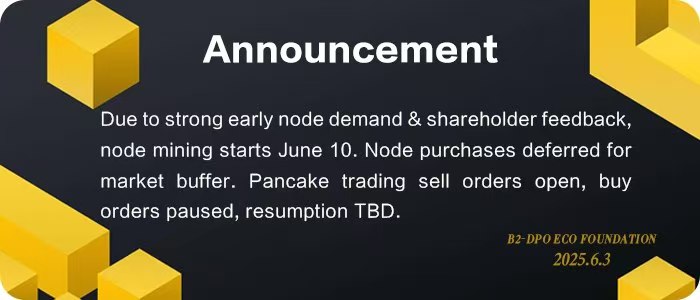 Announcement
Due to strong early node demand & shareholder feedback,
node mining starts June 10. Node purchases deferred for
market buffer. Pancake trading sell orders open, buy
orders paused, resumption TBD.
B2-DPO ECO FOUNDATION
2025.6.3